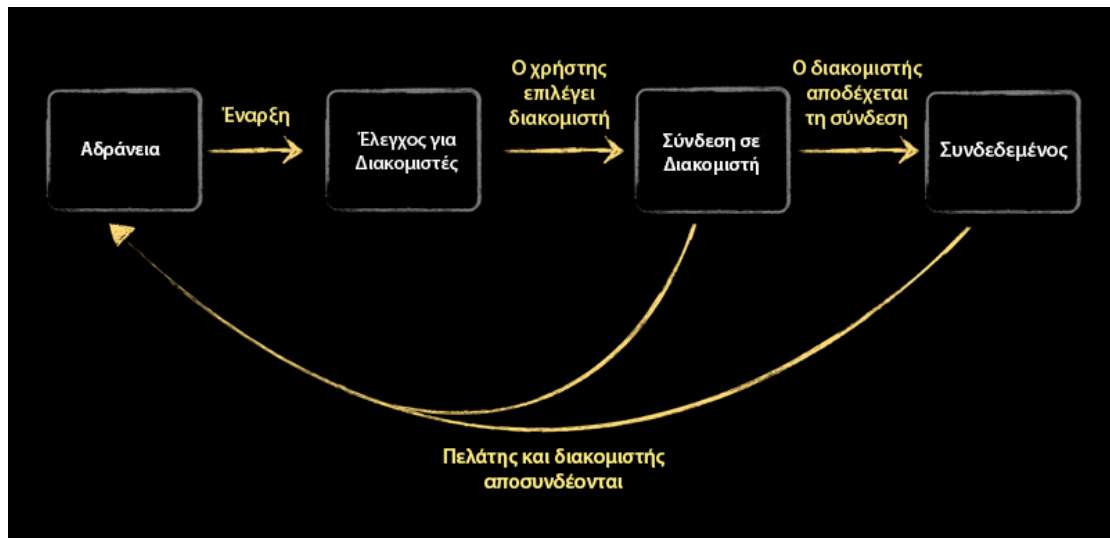 Αδράνεια
Έναρξη
Έλεγχος για
Διακομιστές
Ο χρήστης
επιλέγει
διακομιστή
Σύνδεση σε
Διακομιστή
Ο διακομιστής
αποδέχεται
τη σύνδεση
Συνδεδεμένος
Πελάτης και διακομιστής
αποσυνδέονται